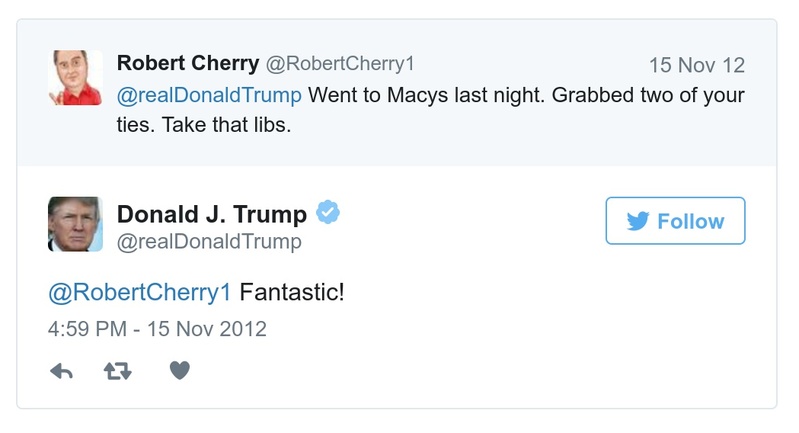 Robert Cherry @RobertCherry1 15 Nov 12
@realDonaldTrump Went to Macys last night. Grabbed two of your
ties. Take that libs.
Donald J. Trump
@realDonaldTrump
Follow
@RobertCherry1 Fantastic!
4:59 PM - 15 Nov 2012